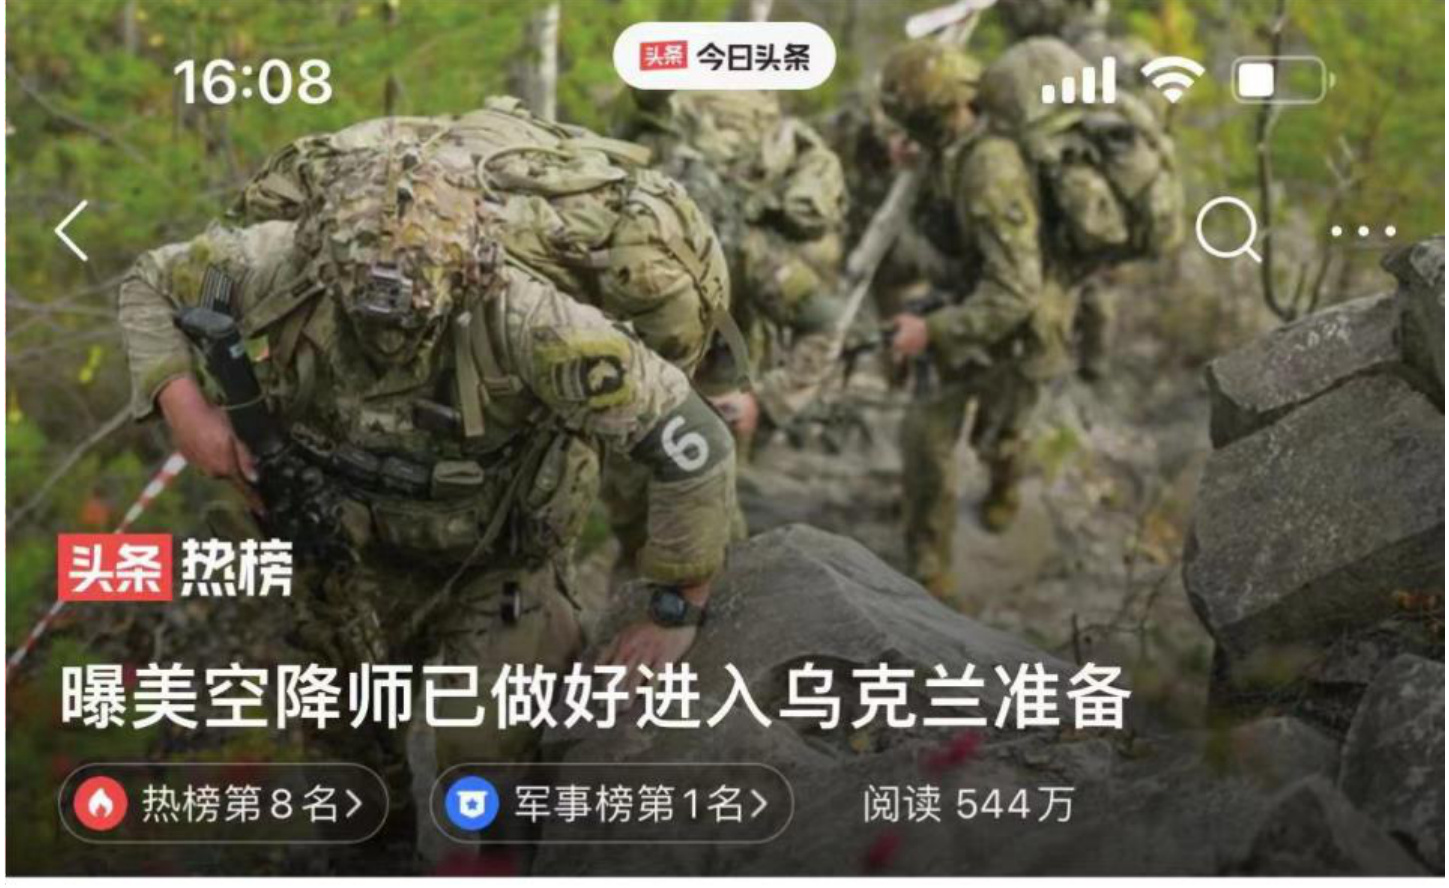 16:08
头条 今日头条
6
头条 热榜
曝美空降师已做好进入乌克兰准备
热榜第8名> 军事榜第1名> 阅读 544万